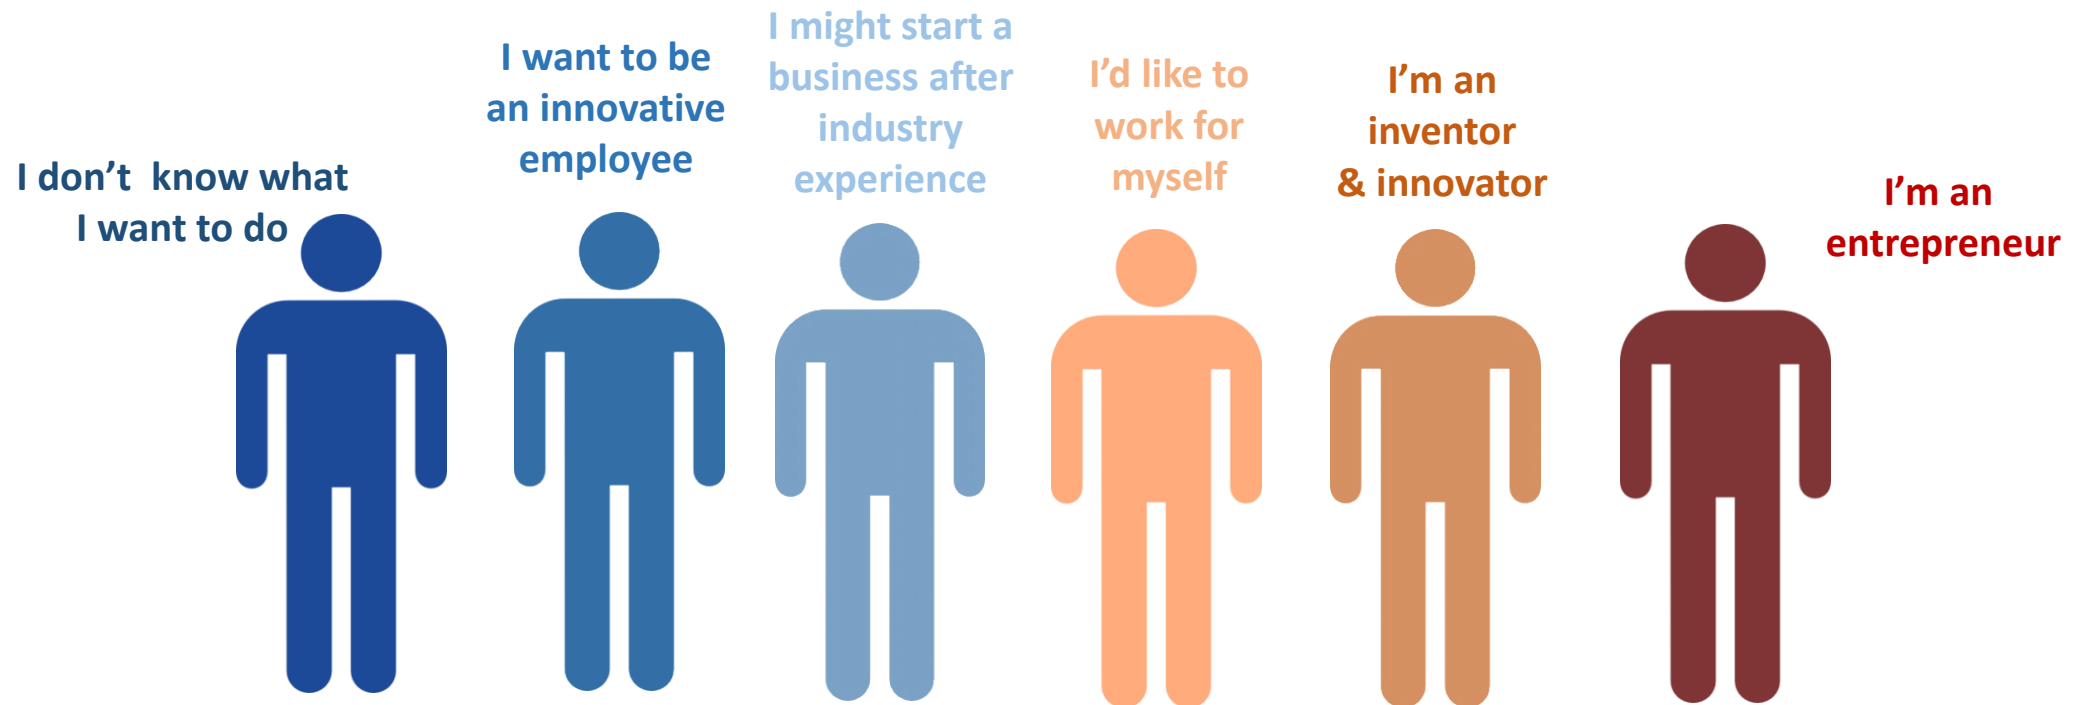 I don’t  know what
I want to do
I want to be
an innovative
employee
I might start a
business after
industry
experience
I’d like to
work for
myself
I’m an
inventor
& innovator
I’m an
entrepreneur